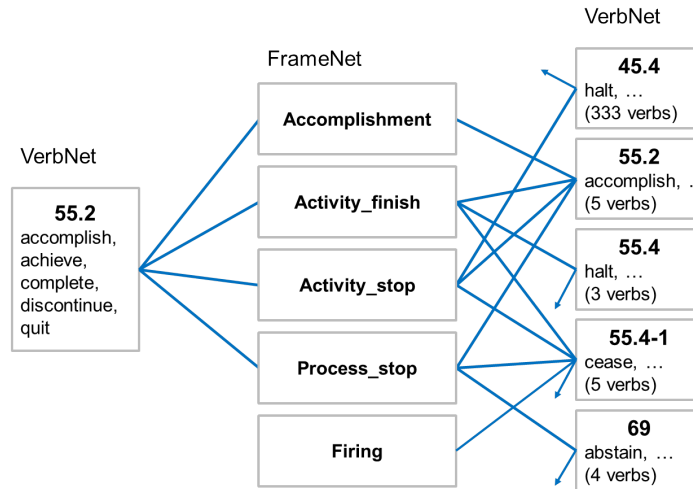 VerbNet
55.2
accomplish,
achieve,
complete,
discontinue,
quit
FrameNet
Accomplishment
Activity_finish
Activity_stop
Process_stop
Firing
VerbNet
45.4
halt, …
(333 verbs)
55.2
accomplish, ..
(5 verbs)
55.4
halt, …
(3 verbs)
55.4-1
cease, …
(5 verbs)
69
abstain, …
(4 verbs)